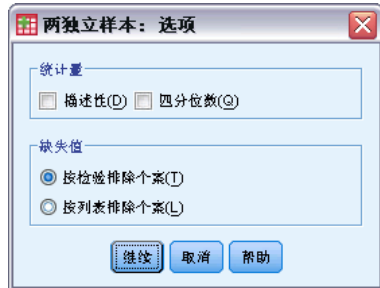 两独立样本：选项
统计量
描述性(D) 四分位数(Q)
缺失值
按检验排除个案(T)
按列表排除个案(L)
继续 取消 帮助